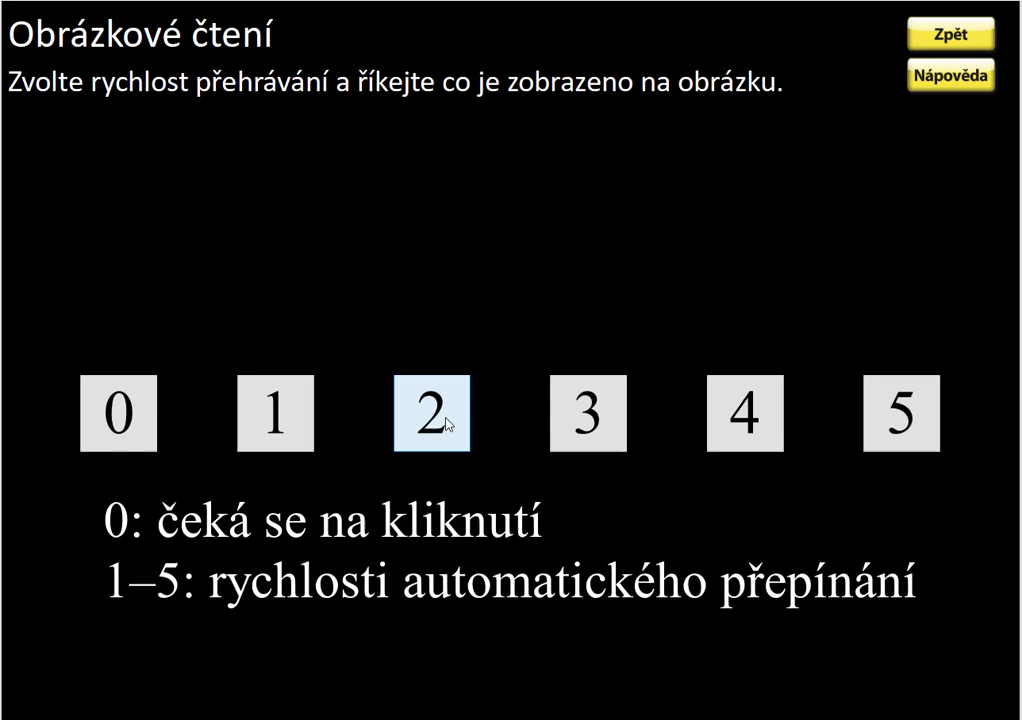 Obrázkové čtení
Zpět
Zvolte rychlost přehrávání a říkejte co je zobrazeno na obrázku.
Nápověda
0 1 2 3 4 5
0: čeká se na kliknutí
1–5: rychlosti automatického přepínání